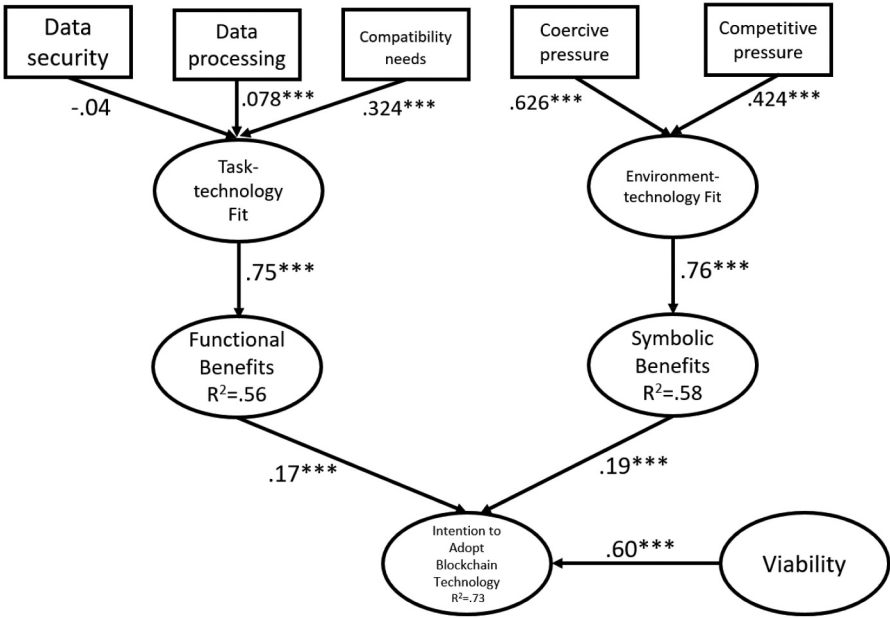 Data
security
Data
processing
Compatibility
needs
Coercive
pressure
Competitive
pressure
-.04
.078***
.324***
.626***
.424***
Task-
technology
Fit
Environment-
technology Fit
.75***
.76***
Functional
Benefits
R²=.56
Symbolic
Benefits
R²=.58
.17***
.19***
Intention to
Adopt
Blockchain
Technology
R²=.73
.60***
Viability